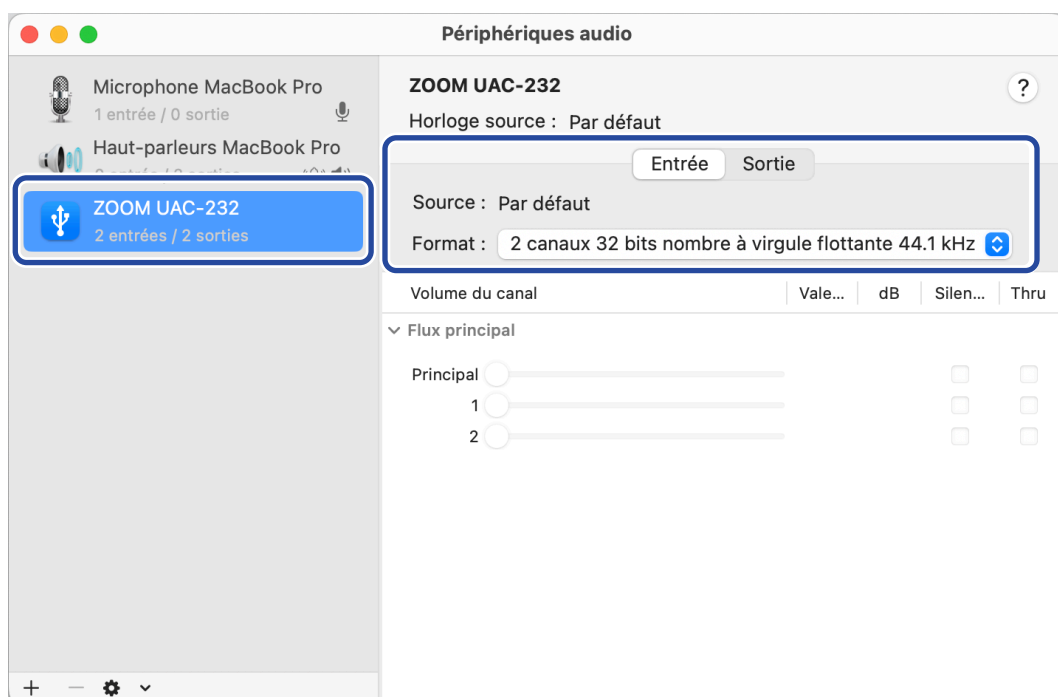 Périphériques audio
Microphone MacBook Pro
1 entrée / 0 sortie
Haut-parleurs MacBook Pro
ZOOM UAC-232
2 entrées / 2 sorties
ZOOM UAC-232
?
Horloge source : Par défaut
Entrée Sortie
Source : Par défaut
Format : 2 canaux 32 bits nombre à virgule flottante 44.1 kHz
Volume du canal Vale... dB Silen... Thru
Flux principal
Principal
1
2